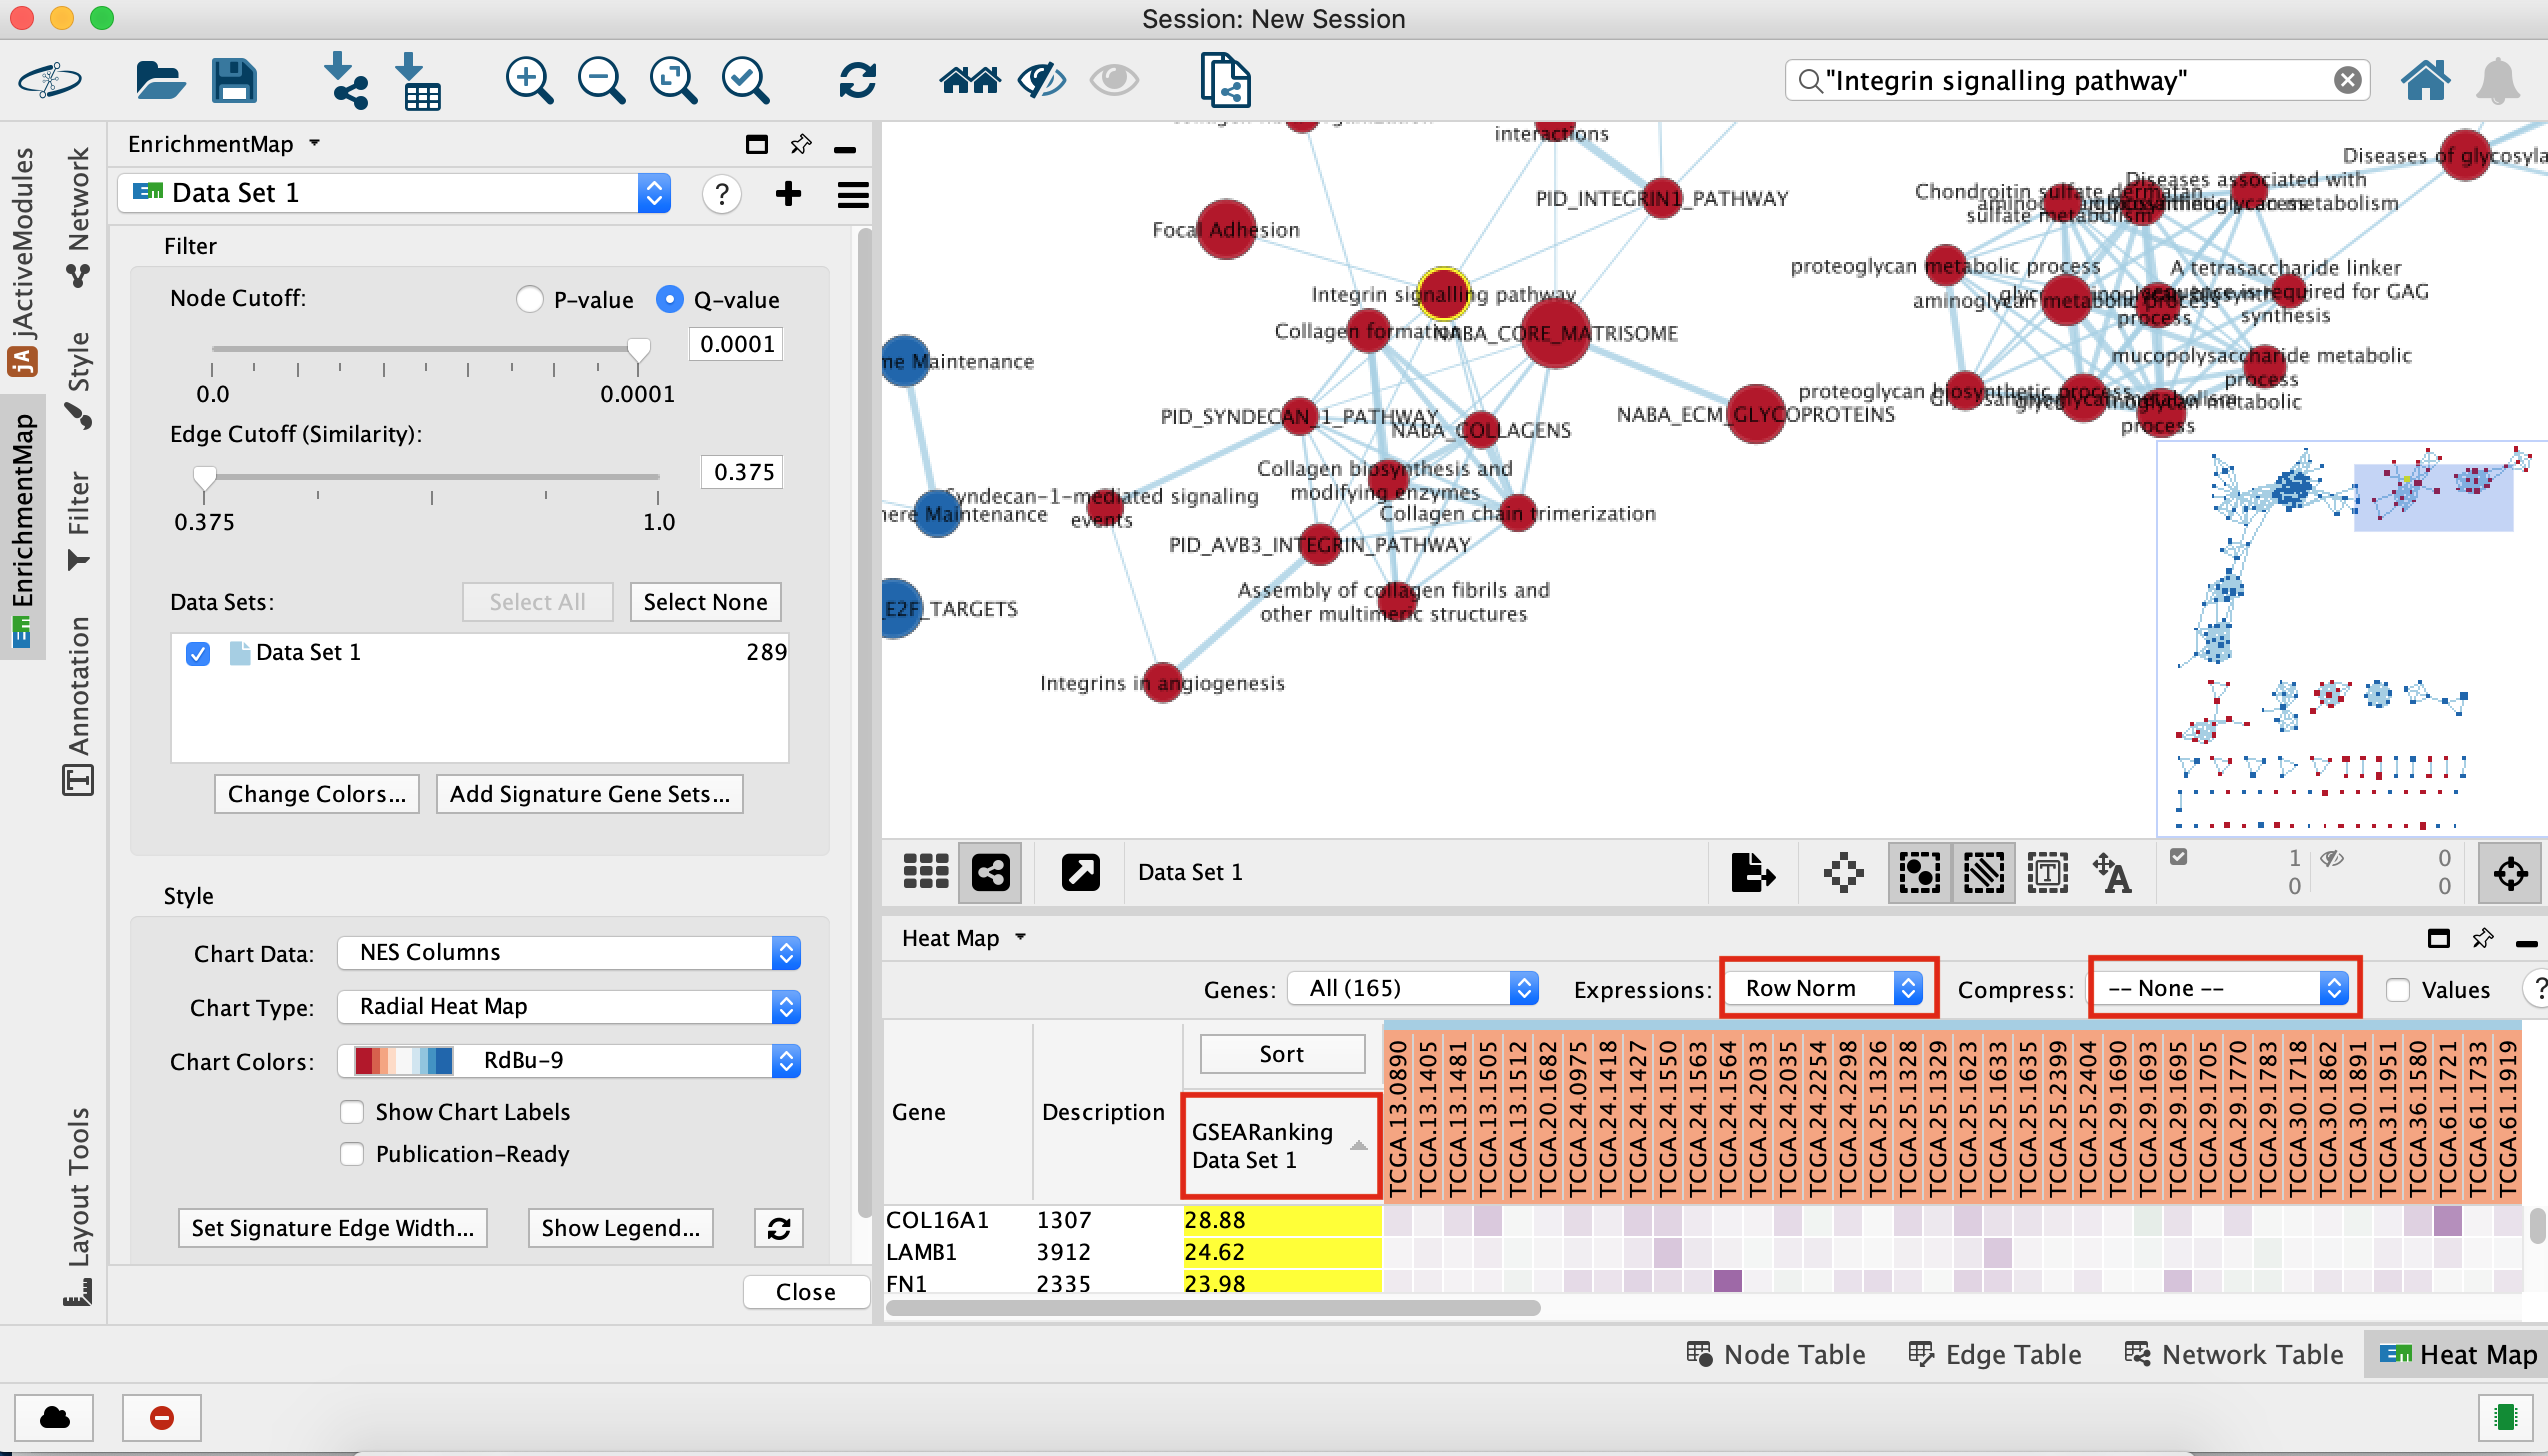 Session: New Session
"Integrin signalling pathway"
jActiveModules
EnrichmentMap
Network
Style
Filter
Annotation
Layout Tools
EnrichmentMap
Data Set 1
?
Filter
Node Cutoff:
P-value
Q-value
0.0001
0.0
0.0001
Edge Cutoff (Similarity):
0.375
0.375
1.0
Data Sets:
Select All
Select None
Data Set 1
289
Change Colors...
Add Signature Gene Sets...
Style
Chart Data:
NES Columns
Chart Type:
Radial Heat Map
Chart Colors:
RdBu-9
Show Chart Labels
Publication-Ready
Set Signature Edge Width...
Show Legend...
Close
interactions
PID_INTEGRIN1_PATHWAY
Focal Adhesion
Integrin signalling pathway
Collagen formation
NABA_CORE_MATRISOME
me Maintenance
PID_SYNDECAN_1_PATHWAY
NABA_COLLAGENS
NABA_ECM_GLYCOPROTEINS
Collagen biosynthesis and
modifying enzymes
Syndecan-1-mediated signaling
events
here Maintenance
Collagen chain trimerization
PID_AVB3_INTEGRIN_PATHWAY
Assembly of collagen fibrils and
other multimeric structures
_E2F_TARGETS
Integrins in angiogenesis
Diseases of glycosyla
Diseases associated with
Chondroitin sulfate dermatan
sulfate metabolism
metabolism
proteoglycan metabolic process
A tetrasaccharide linker
required for GAG
synthesis
aminoglycan metabolic process
process
mucopolysaccharide metabolic
process
proteoglycan biosynthetic process
metabolic
process
Data Set 1
1
0
0
0
Heat Map
Genes:
All (165)
Expressions:
Row Norm
Compress:
-- None --
Values
?
Gene
Description
Sort
GSEARanking
Data Set 1
TCGA.13.0890
TCGA.13.1405
TCGA.13.1481
TCGA.13.1505
TCGA.13.1512
TCGA.20.1682
TCGA.24.0975
TCGA.24.1418
TCGA.24.1427
TCGA.24.1550
TCGA.24.1563
TCGA.24.1564
TCGA.24.2033
TCGA.24.2035
TCGA.24.2254
TCGA.24.2298
TCGA.25.1326
TCGA.25.1328
TCGA.25.1329
TCGA.25.1623
TCGA.25.1633
TCGA.25.1635
TCGA.25.2399
TCGA.25.2404
TCGA.29.1690
TCGA.29.1693
TCGA.29.1695
TCGA.29.1705
TCGA.29.1770
TCGA.29.1783
TCGA.30.1718
TCGA.30.1862
TCGA.30.1891
TCGA.31.1951
TCGA.36.1580
TCGA.61.1721
TCGA.61.1733
TCGA.61.1919
COL16A1 1307 28.88
LAMB1 3912 24.62
FN1 2335 23.98
Node Table
Edge Table
Network Table
Heat Map